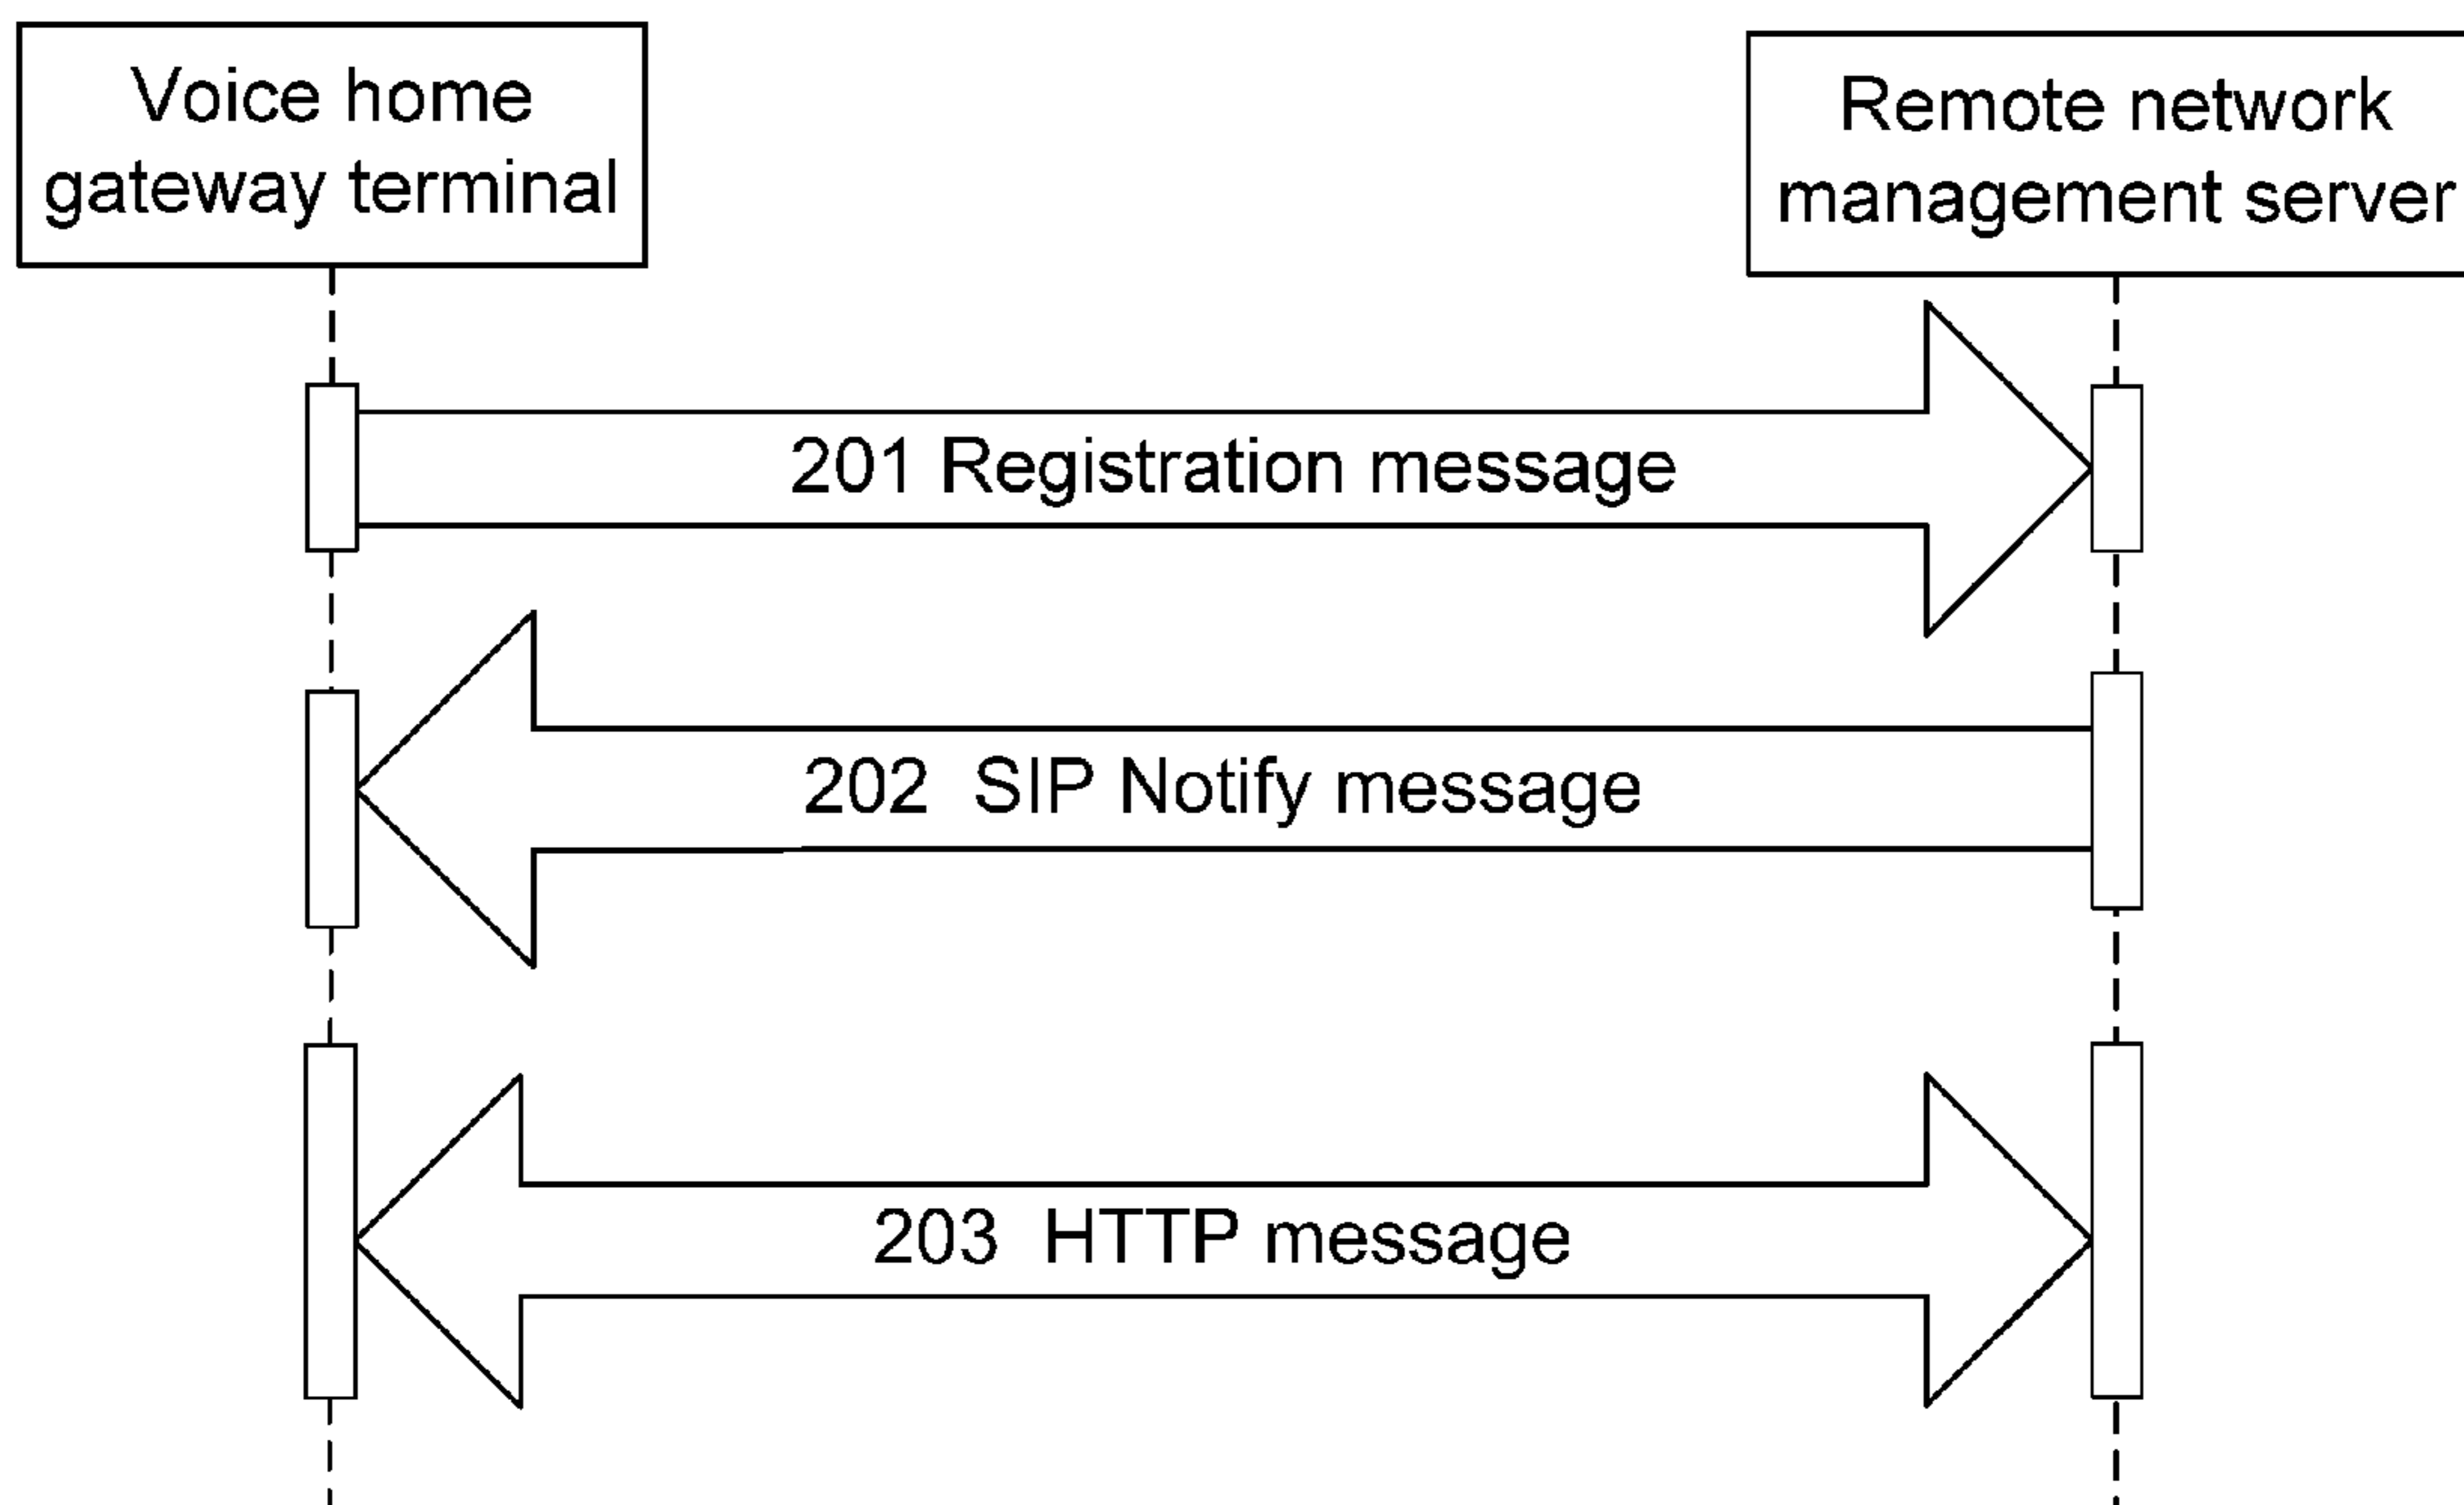 Voice home
gateway terminal
Remote network
management server
201 Registration message
202 SIP Notify message
203 HTTP message